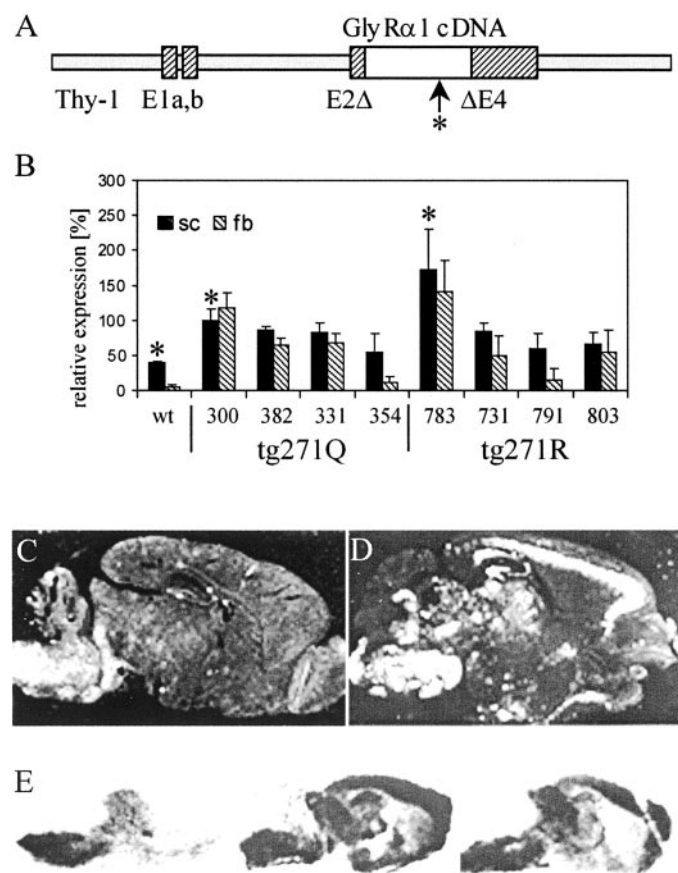 A
GlyRα1 cDNA
Thy-1
E1a,b
E2Δ
ΔE4
*
B
relative expression [%]
300
250
200
150
100
50
0
sc
fb
*
*
*
wt
300
382
331
354
783
731
791
803
tg271Q
tg271R
C
D
E